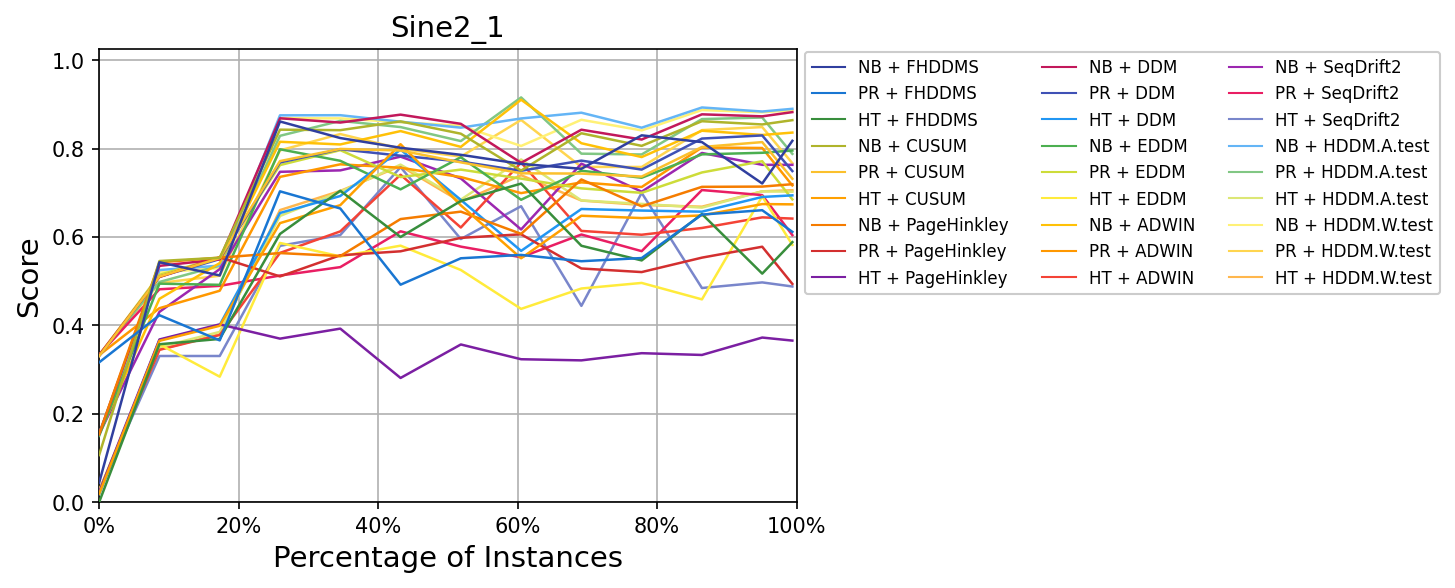 Sine2_1
1.0
0.8
0.6
0.4
0.2
0.0
Score
0% 20% 40% 60% 80% 100%
Percentage of Instances
NB + FHDDMS
PR + FHDDMS
HT + FHDDMS
NB + CUSUM
PR + CUSUM
HT + CUSUM
NB + PageHinkley
PR + PageHinkley
HT + PageHinkley
NB + DDM
PR + DDM
HT + DDM
NB + EDDM
PR + EDDM
HT + EDDM
NB + ADWIN
PR + ADWIN
HT + ADWIN
NB + SeqDrift2
PR + SeqDrift2
HT + SeqDrift2
NB + HDDM.A.test
PR + HDDM.A.test
HT + HDDM.A.test
NB + HDDM.W.test
PR + HDDM.W.test
HT + HDDM.W.test